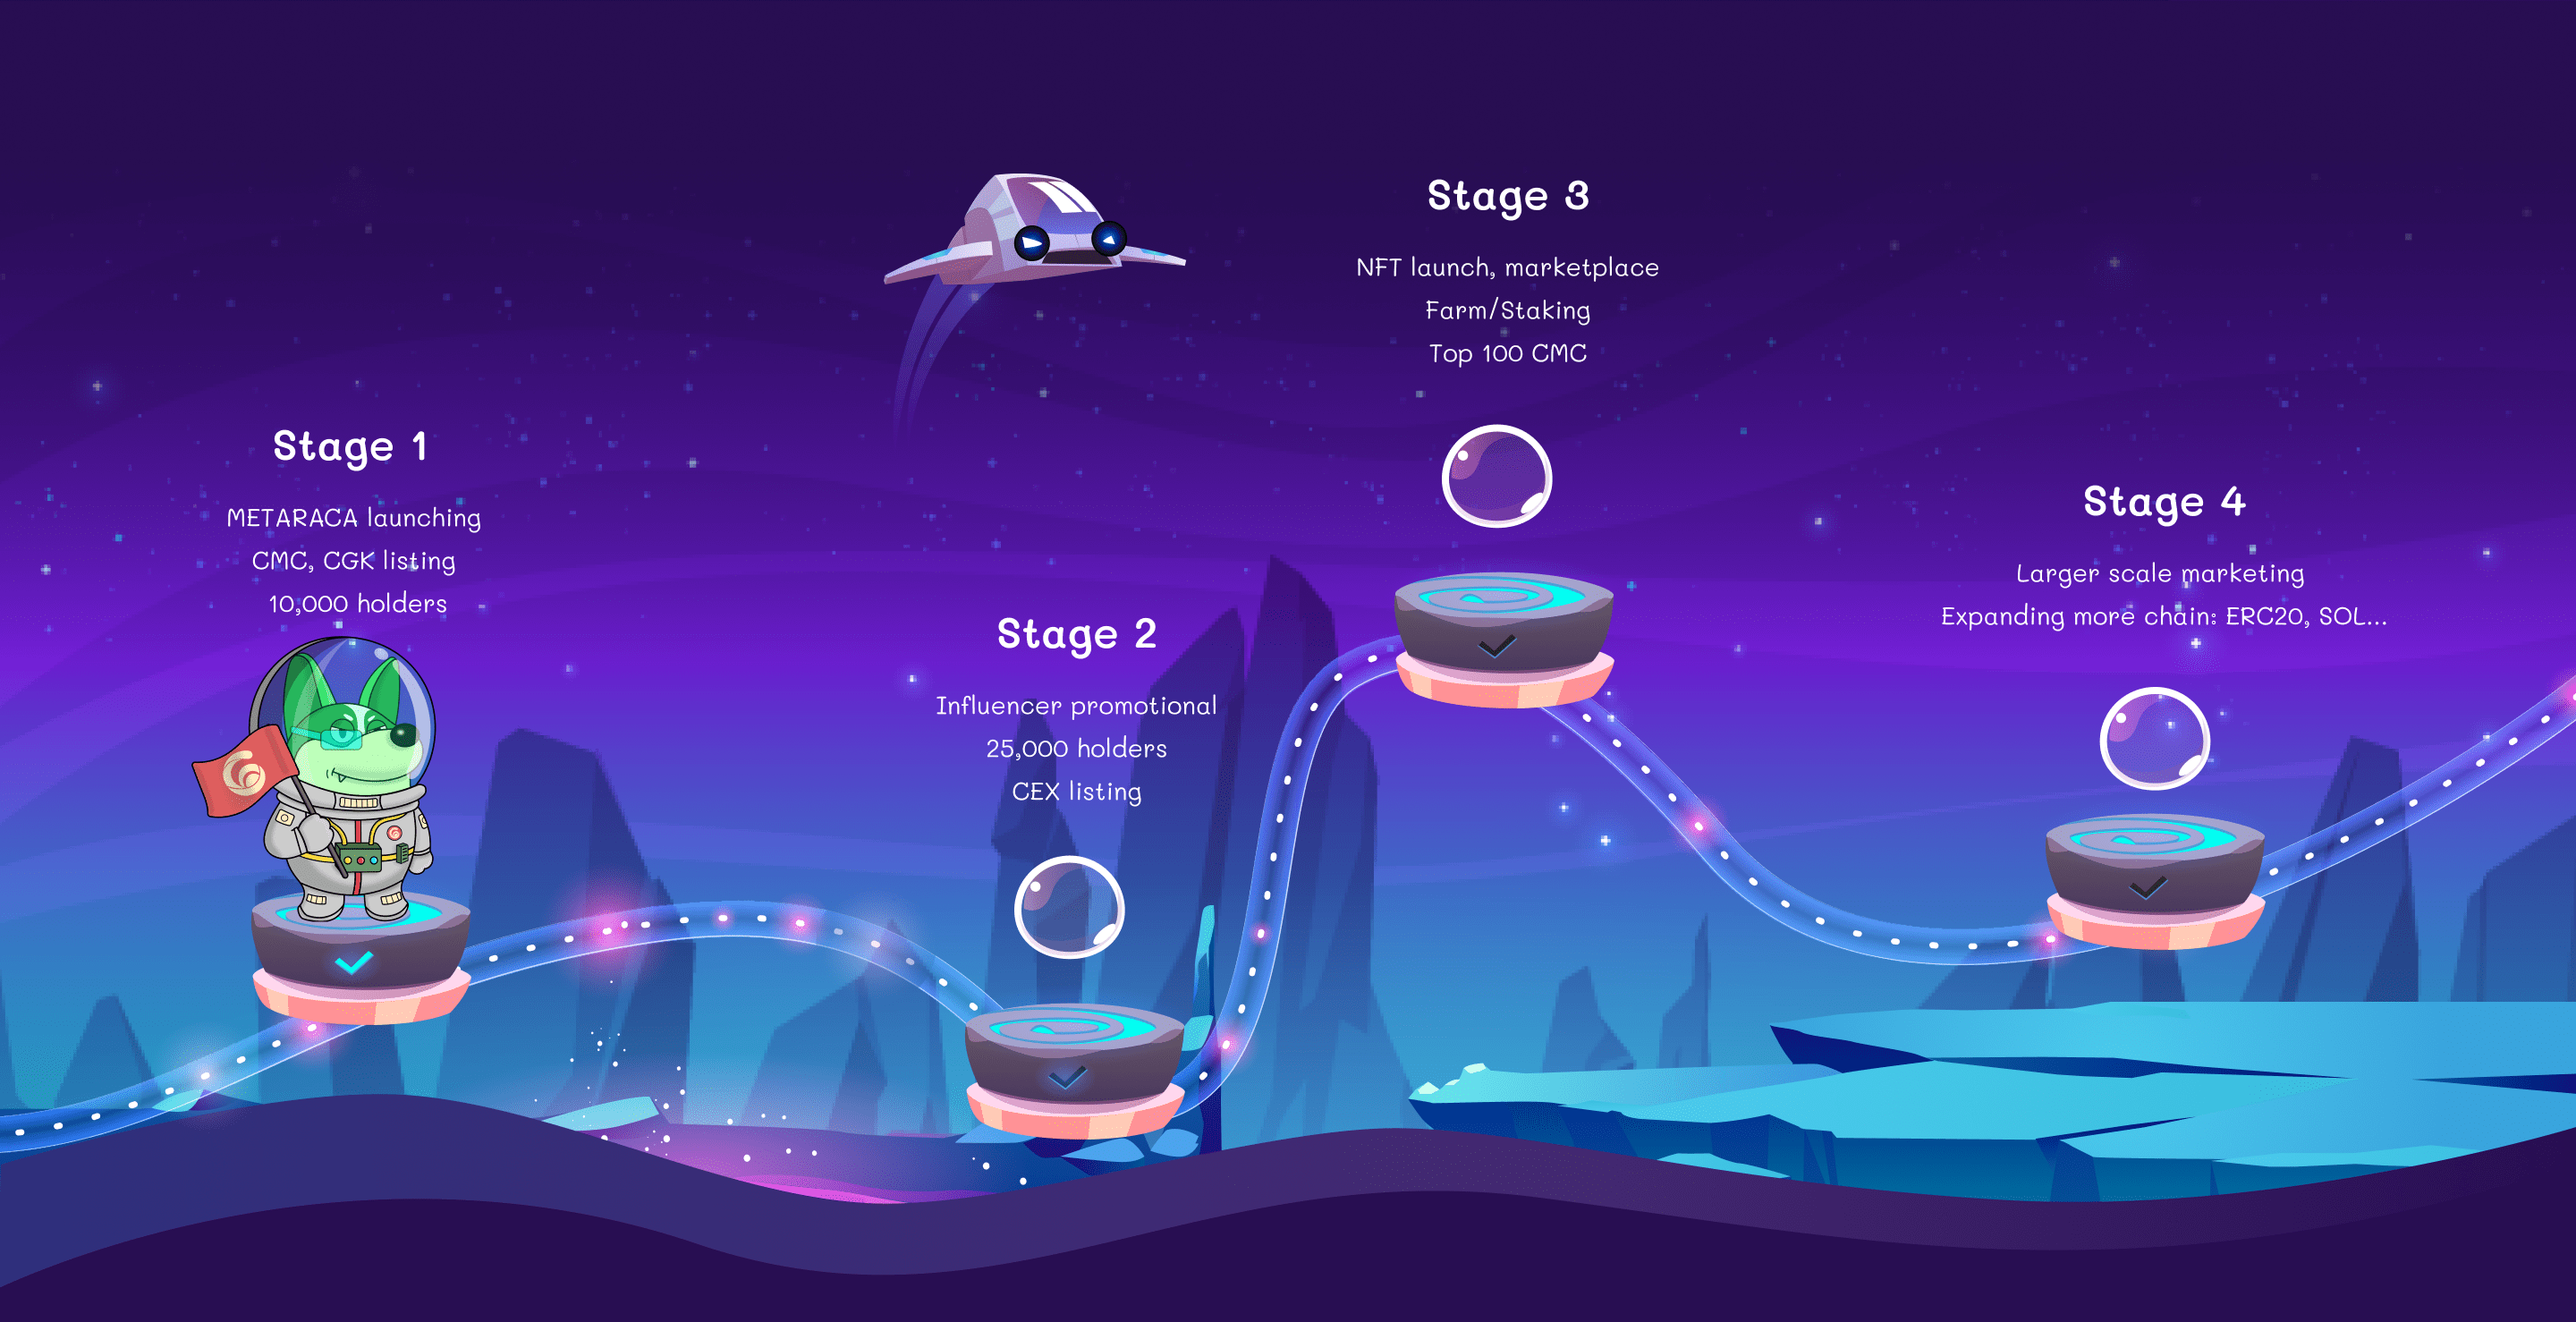 Stage 1
METARACA launching
CMC, CGK listing
10,000 holders
Stage 2
Influencer promotional
25,000 holders
CEX listing
Stage 3
NFT launch, marketplace
Farm/Staking
Top 100 CMC
Stage 4
Larger scale marketing
Expanding more chain: ERC20, SOL...